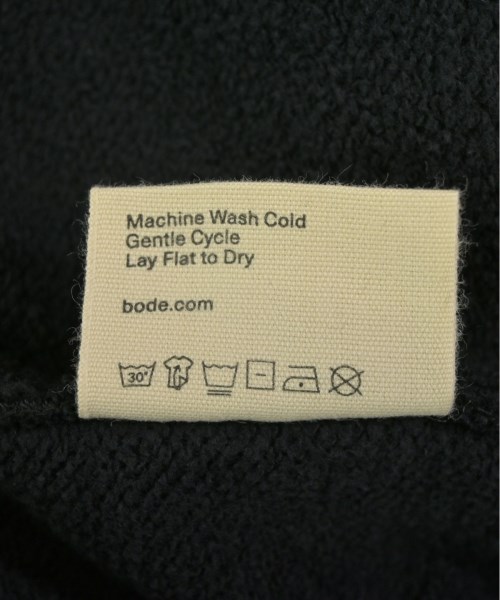 Machine Wash Cold
Gentle Cycle
Lay Flat to Dry
bode.com
30°